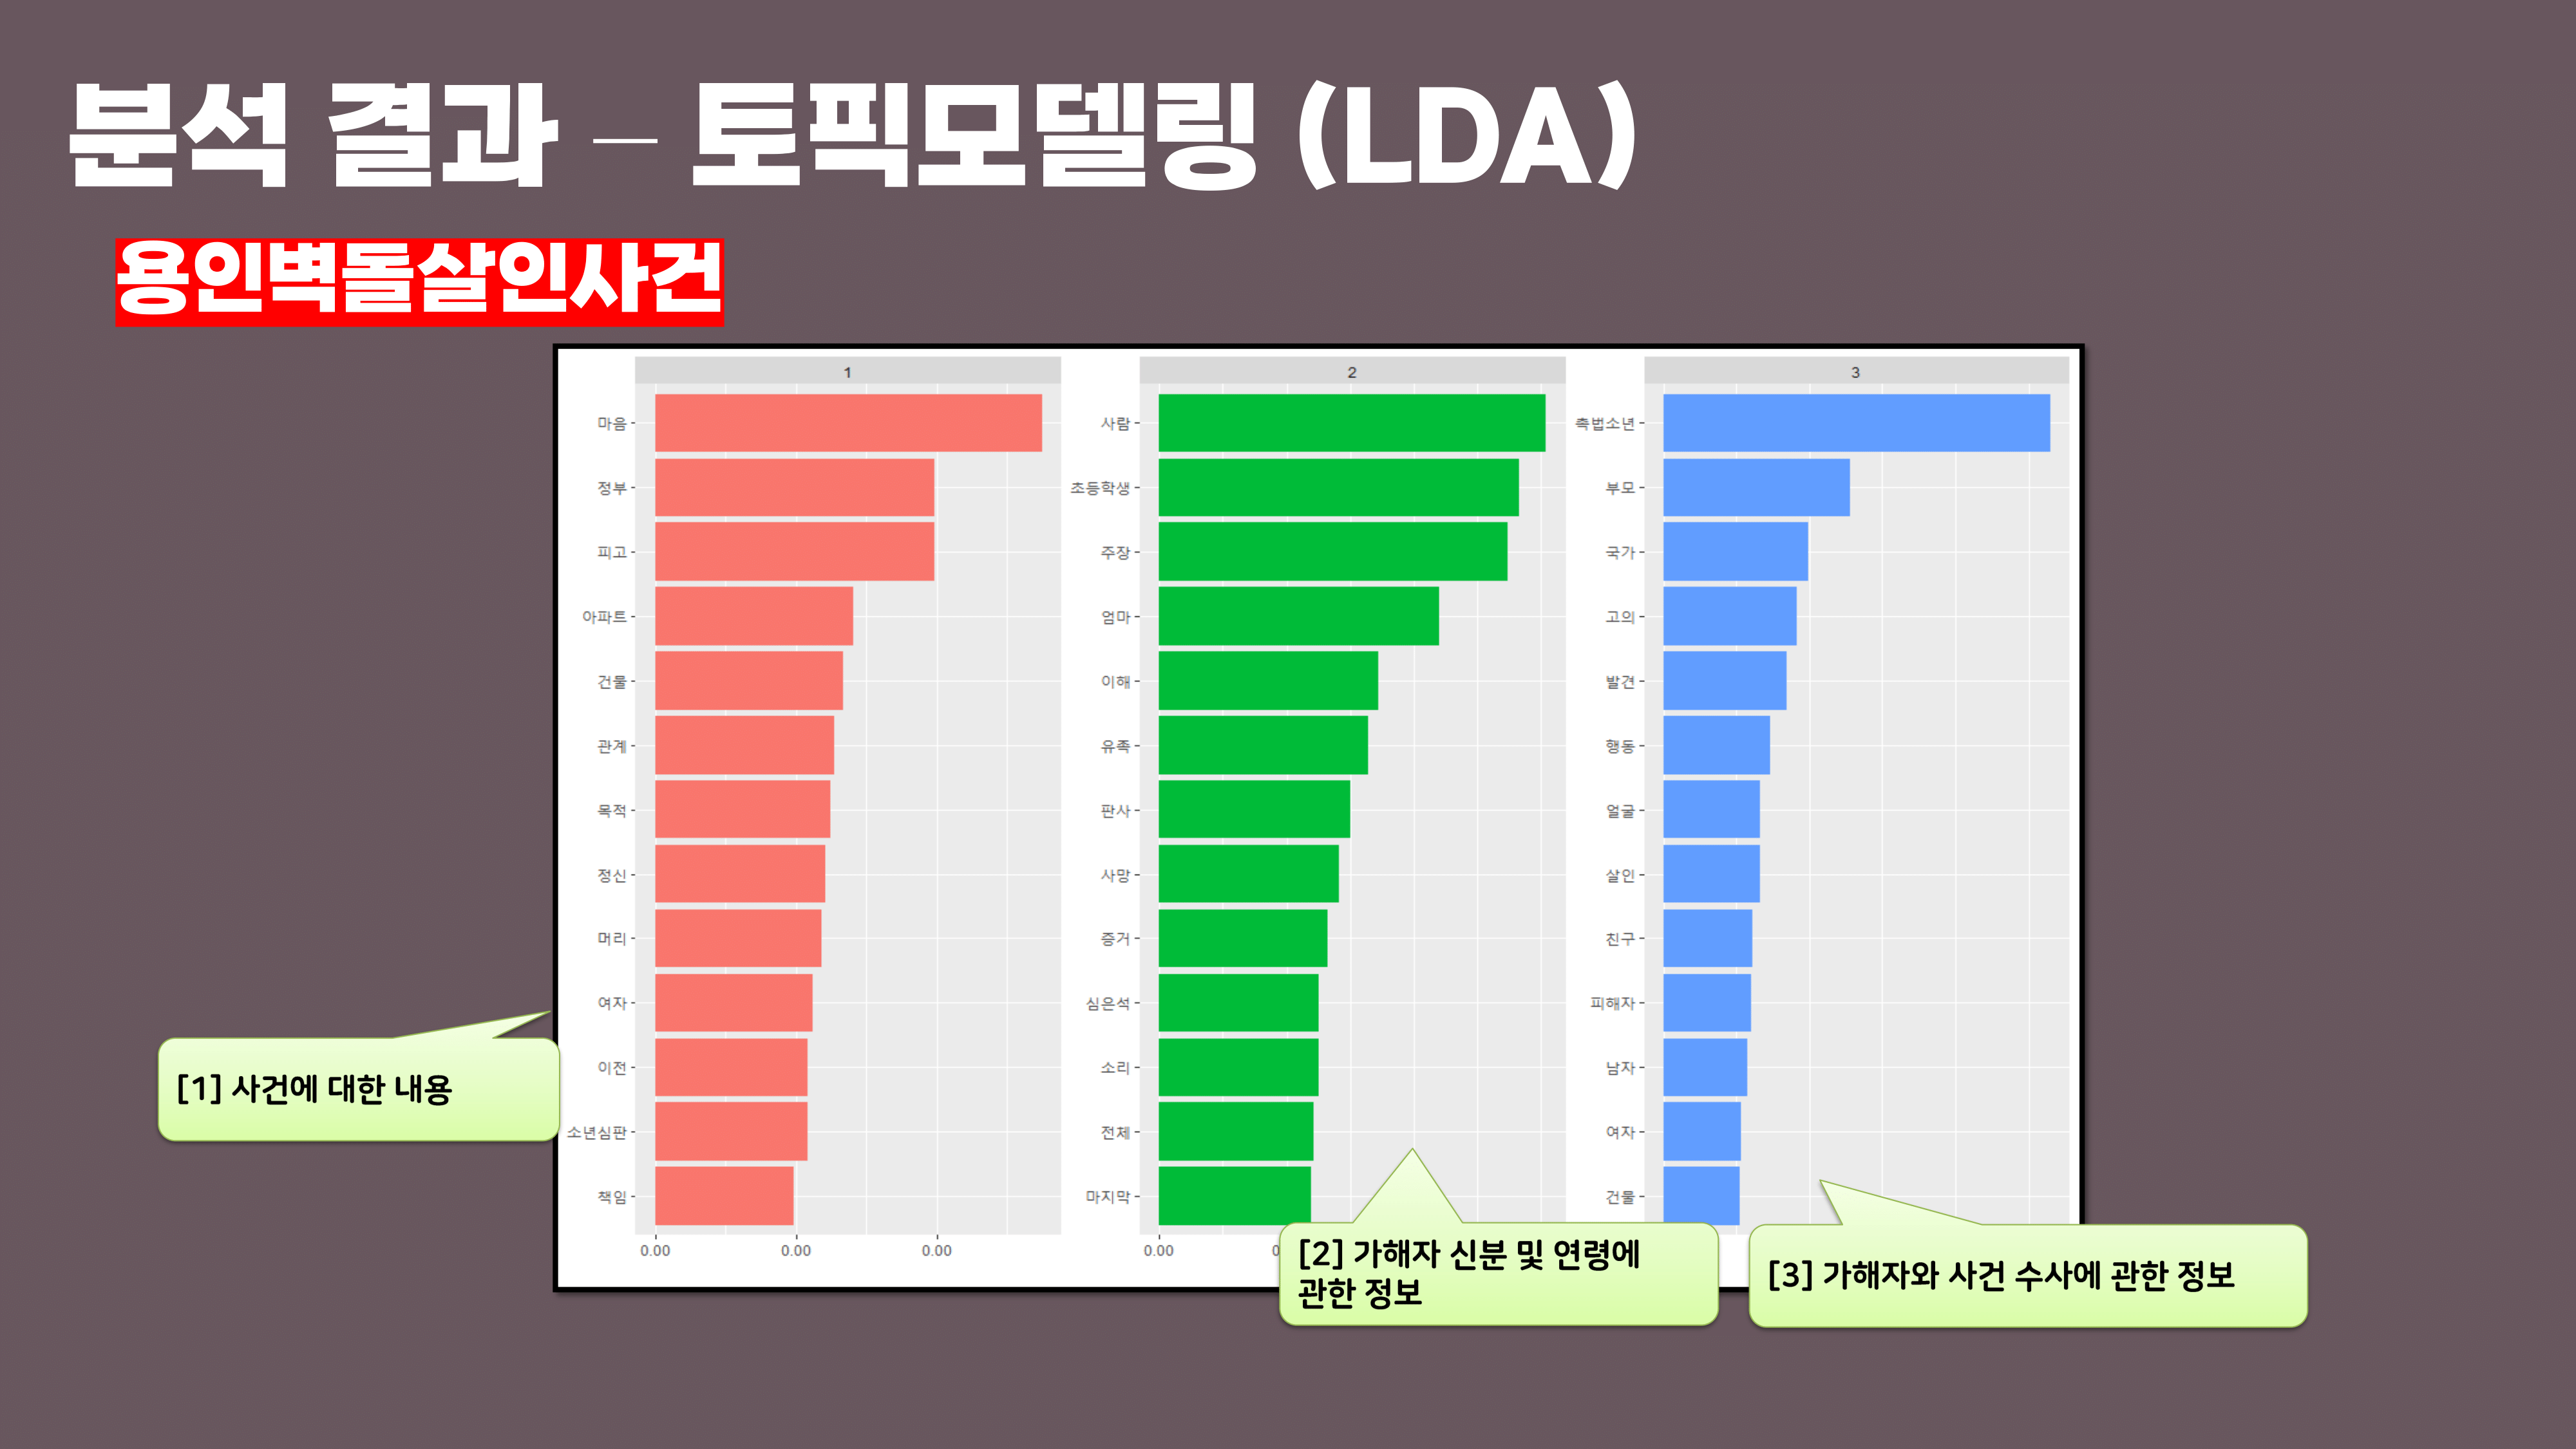 분석 결과 – 토픽모델링 (LDA)
용인벽돌살인사건
1
마음
정부
피고
아파트
건물
관계
목적
정신
머리
여자
이전
소년심판
책임
0.00 0.00 0.00
2
사람
초등학생
주장
엄마
이해
유족
판사
사망
증거
심은석
소리
전체
마지막
0.00
3
촉법소년
부모
국가
고의
발견
행동
얼굴
살인
친구
피해자
남자
여자
건물
[1] 사건에 대한 내용
[2] 가해자 신분 및 연령에
관한 정보
[3] 가해자와 사건 수사에 관한 정보